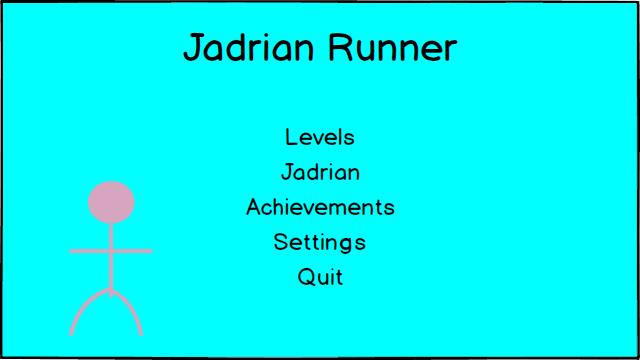 Jadrian Runner
Levels
Jadrian
Achievements
Settings
Quit